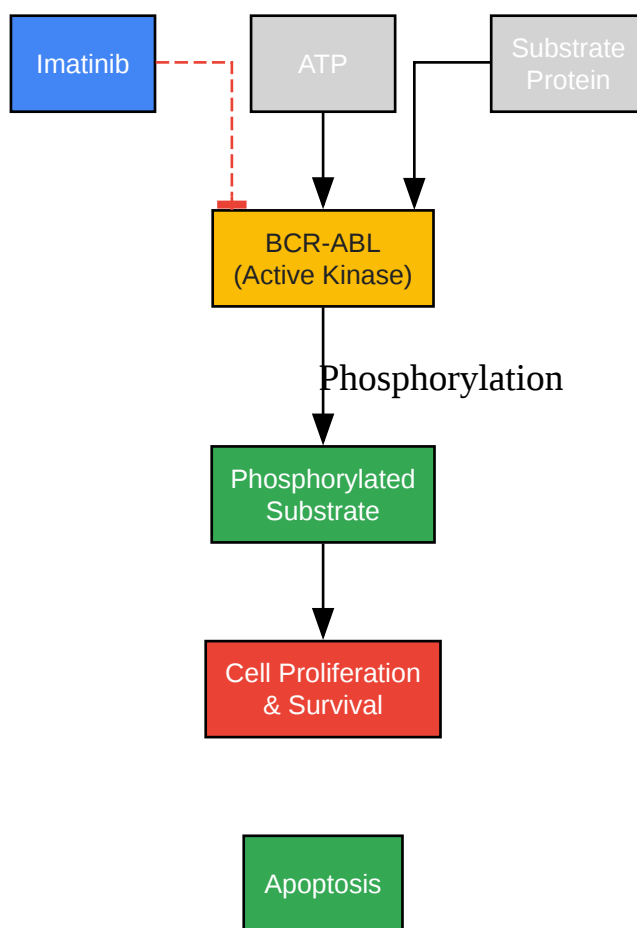 Imatinib
ATP
Substrate
Protein
BCR-ABL
(Active Kinase)
Phosphorylation
Phosphorylated
Substrate
Cell Proliferation
& Survival
Apoptosis